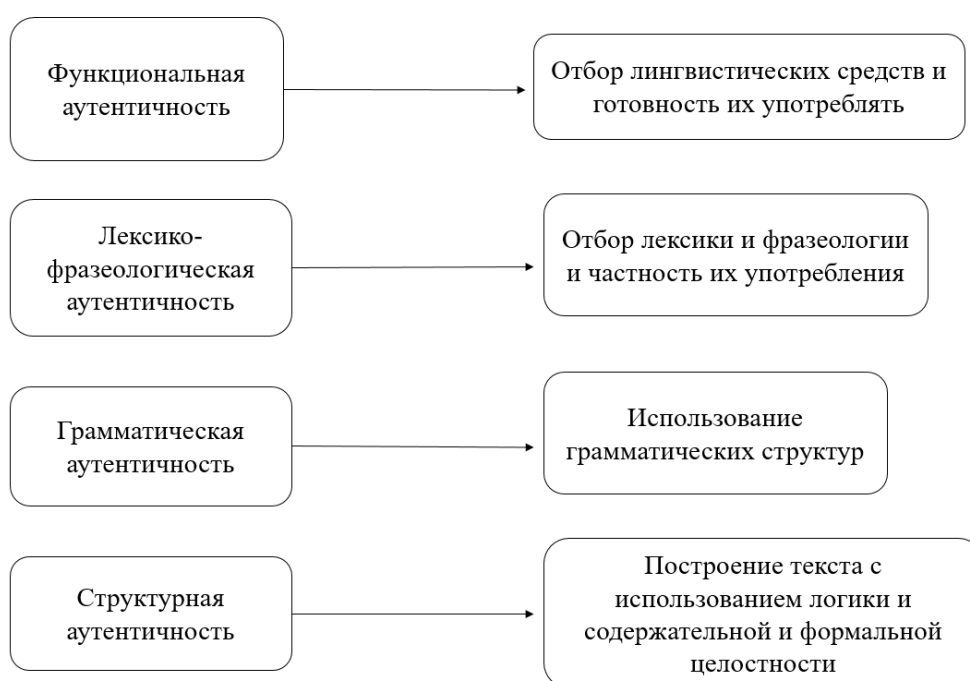 Функциональная
аутентичность
Отбор лингвистических средств и
готовность их употреблять
Лексико-
фразеологическая
аутентичность
Отбор лексики и фразеологии
и частность их употребления
Грамматическая
аутентичность
Использование
грамматических структур
Структурная
аутентичность
Построение текста с
использованием логики и
содержательной и формальной
целостности